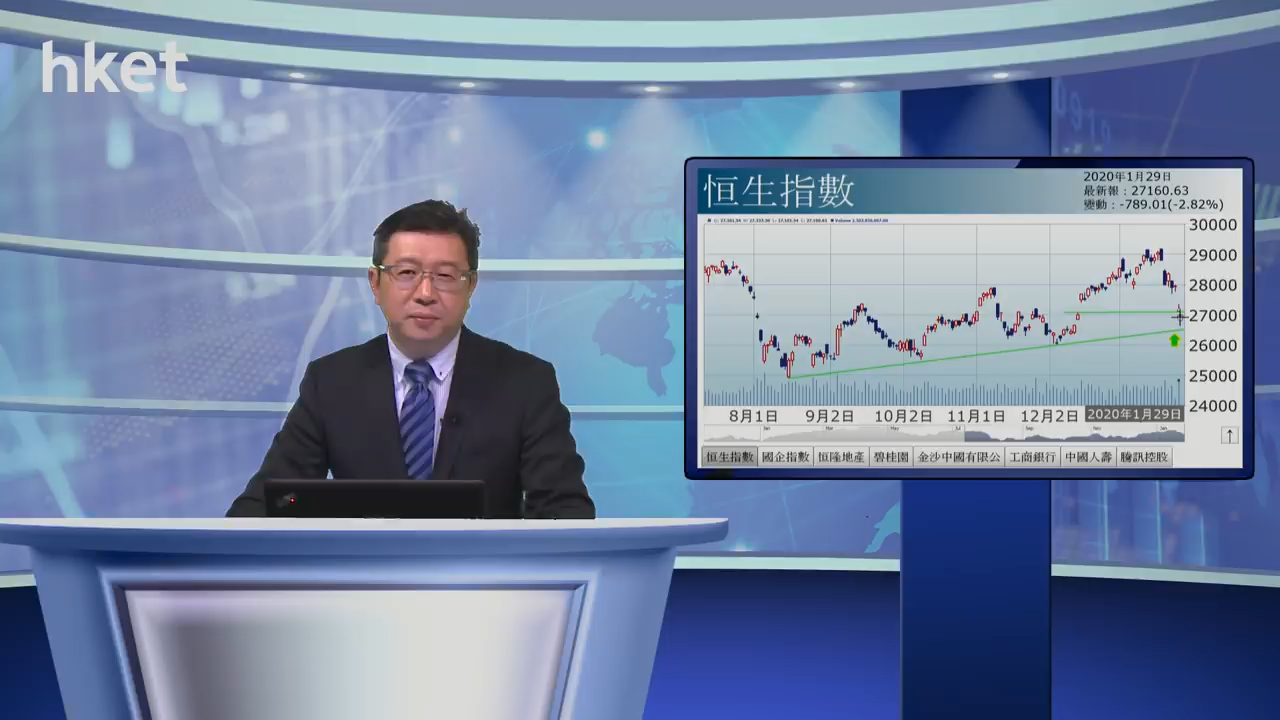 hket
恒生指數
2020年1月29日
最新報：27160.63
變動：-789.01(-2.82%)
30000
29000
28000
27000
26000
25000
24000
8月1日
9月2日
10月2日
11月1日
12月2日
2020年1月29日
恒生指數
國企指數
恒隆地產
碧桂園
金沙中國有限公
工商銀行
中國人壽
騰訊控股